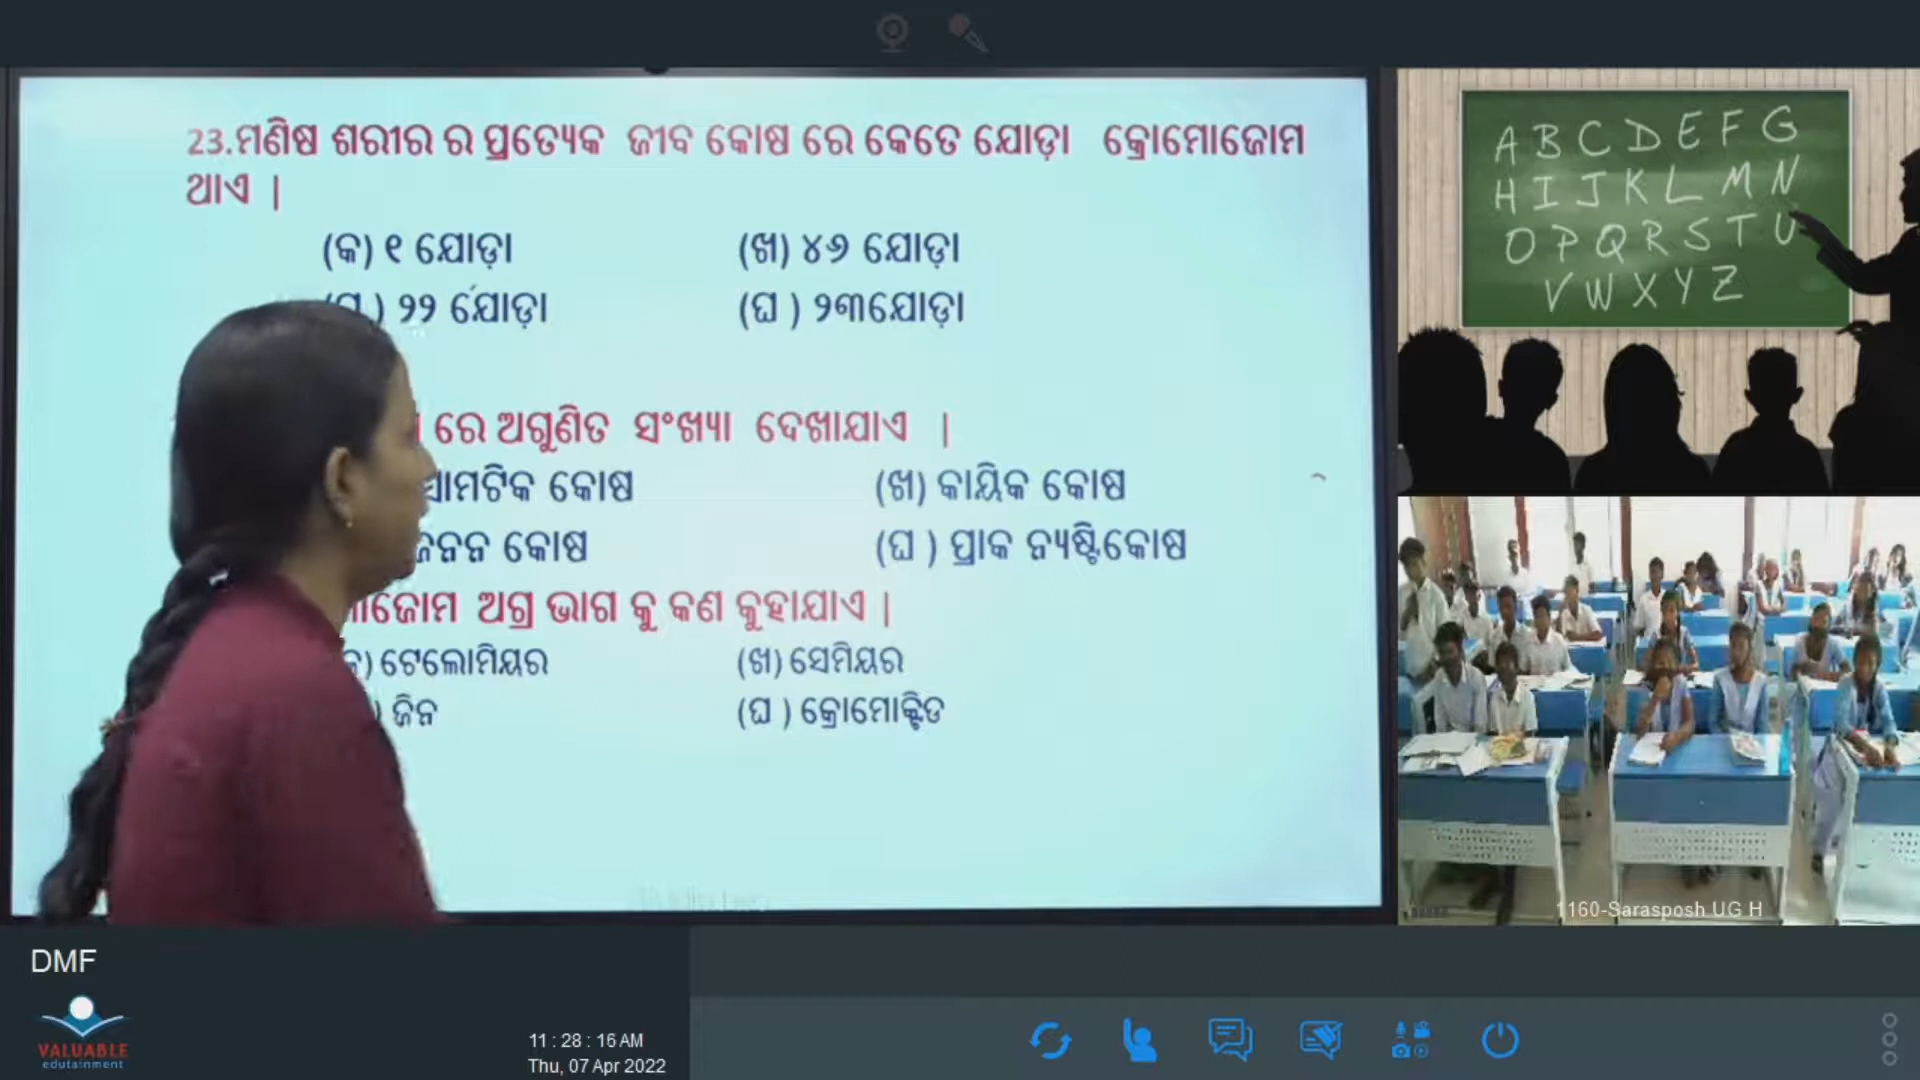 23.ମଣିଷ ଶରୀର ର ପ୍ରତ୍ୟେକ ଜୀବ କୋଷ ରେ କେତେ ଯୋଡ଼ା କ୍ରୋମୋଜୋମ
ଥାଏ |
(କ) ୧ ଯୋଡ଼ା (ଖ) ୪୬ ଯୋଡ଼ା
) ୨୨ ଯୋଡ଼ା (ଘ ) ୨୩ଯୋଡ଼ା
ରେ ଅଗୁଣିତ ସଂଖ୍ୟା ଦେଖାଯାଏ |
କୋଷ (ଖ) କାୟିକ କୋଷ
ଜନନ କୋଷ (ଘ ) ପ୍ରାକ ନ୍ୟଷ୍ଟିକୋଷ
ଅଗ୍ର ଭାଗ କୁ କଣ କୁହାଯାଏ |
) ଟେଲୋମିୟର (ଖ) ସେମିୟର
) ଜିନ (ଘ ) କ୍ରୋମୋକ୍ଟିଡ
A B C D E F G
H I J K L M N
O P Q R S T U
V W X Y Z
1160-Sarasposh UG H
DMF
VALUABLE
edutainment
11 : 28 : 16 AM
Thu, 07 Apr 2022